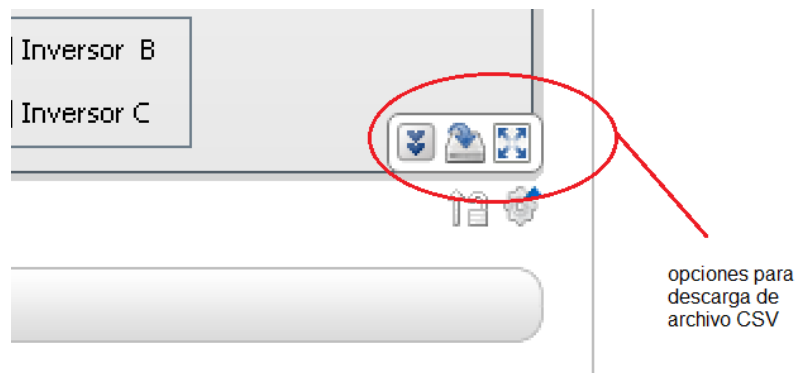 Inversor B
Inversor C
opciones para
descarga de
archivo CSV